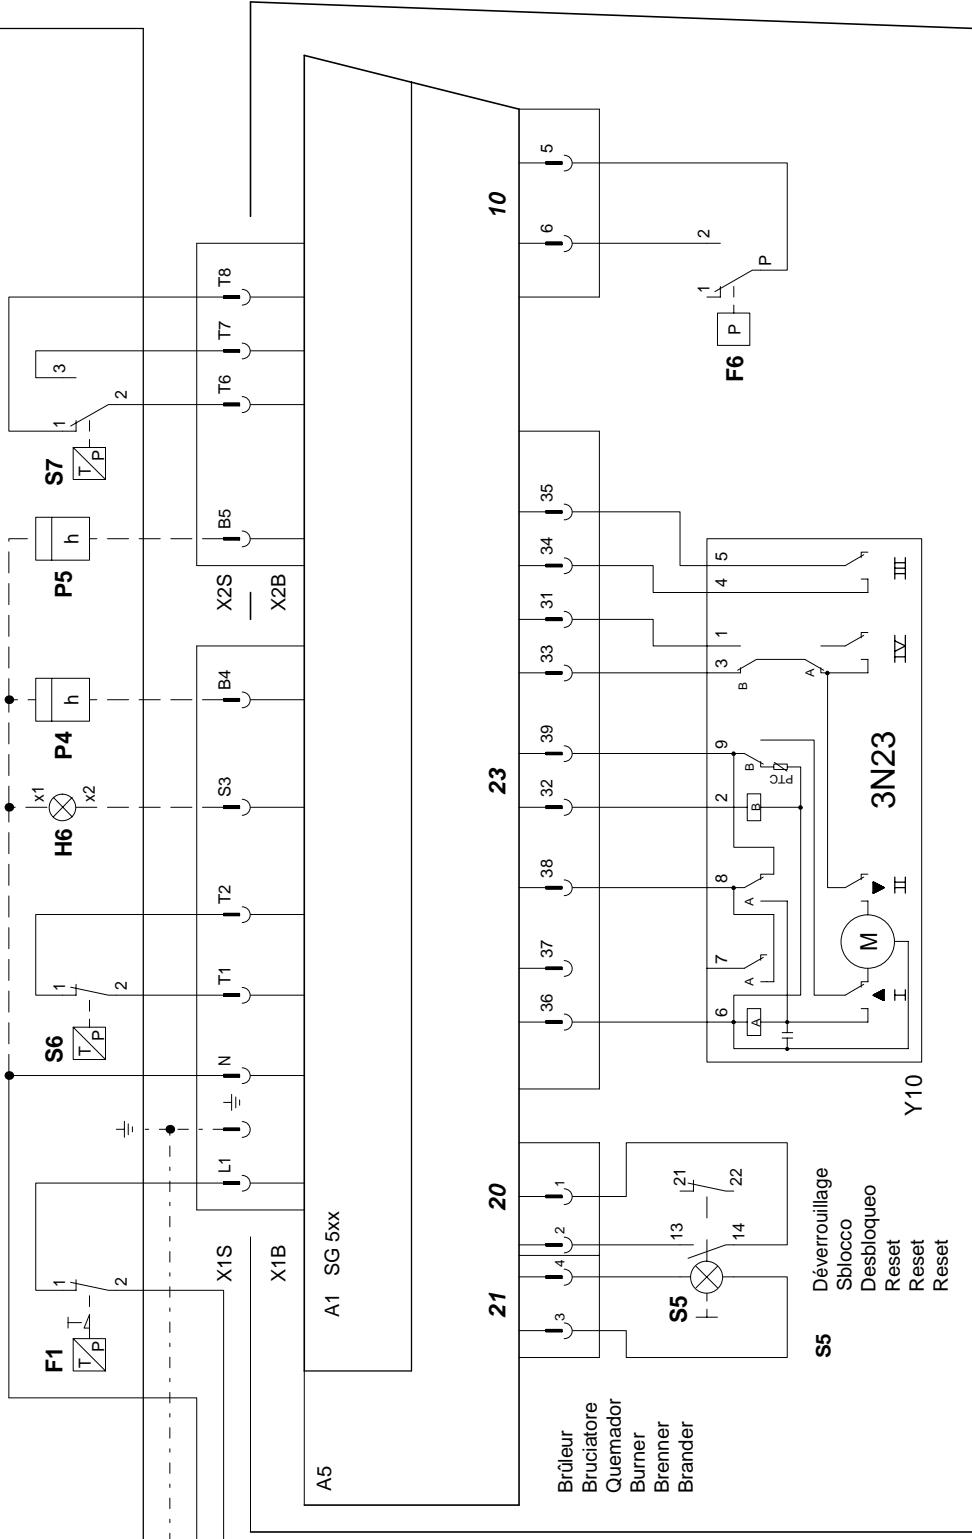 F1
T
P
1
2
S6
T
P
1
2
H6
x1
x2
P4
h
P5
h
S7
T
P
1
2
3
X1S
X1B
L1
N
T1
T2
S3
B4
X2S
X2B
B5
T6
T7
T8
A5
A1 SG 5xx
21
20
23
10
3
4
2
1
36
37
38
32
39
33
31
34
35
6
5
S5
13
14
21
22
F6
P
1
2
P
6
7
8
2
9
3
1
4
5
A
A
A
B
B
PTC
B
A
M
I
II
IV
III
3N23
Y10
Brûleur
Bruciatore
Quemador
Burner
Brenner
Brander
S5
Déverrouillage
Sblocco
Desbloqueo
Reset
Reset
Reset